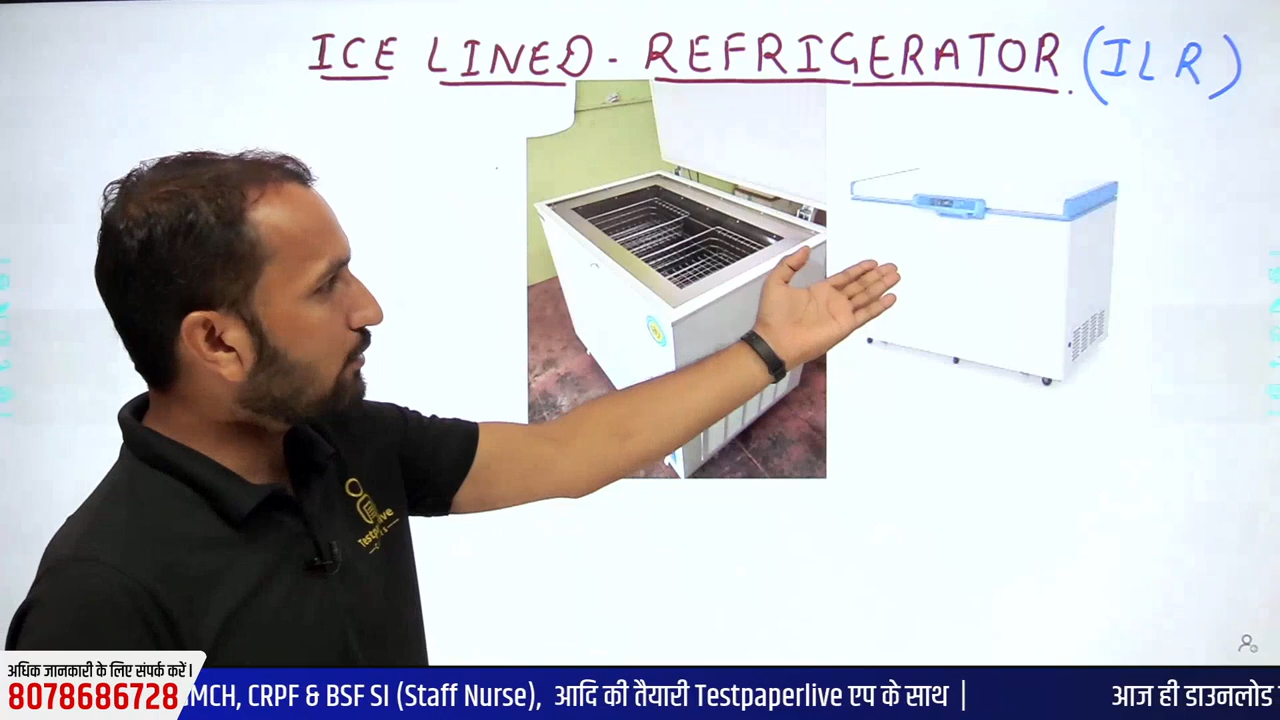 ICE LINED - REFRIGERATOR. (ILR)
Testpaperlive
अधिक जानकारी के लिए संपर्क करें।
8078686728
MCH, CRPF & BSF SI (Staff Nurse), आदि की तैयारी Testpaperlive एप के साथ | आज ही डाउनलोड